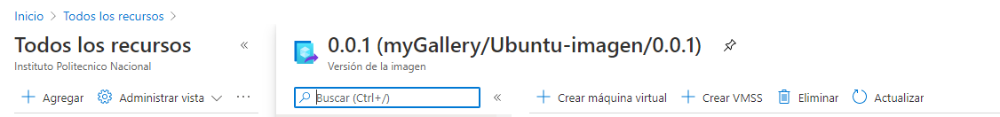 Inicio > Todos los recursos >
Todos los recursos «
Instituto Politecnico Nacional
+ Agregar Administrar vista ···
0.0.1 (myGallery/Ubuntu-imagen/0.0.1)
Versión de la imagen
Buscar (Ctrl+/) «
+ Crear máquina virtual + Crear VMSS Eliminar Actualizar